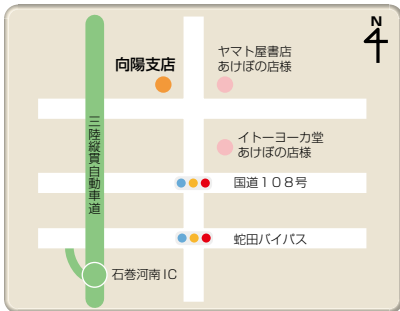 N
向陽支店
ヤマト屋書店
あけぼの店様
三陸縦貫自動車道
イトーヨーカ堂
あけぼの店様
国道108号
蛇田バイパス
石巻河南IC